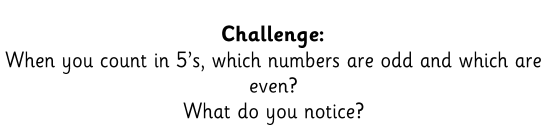 Challenge:
When you count in 5's, which numbers are odd and which are
even?
What do you notice?